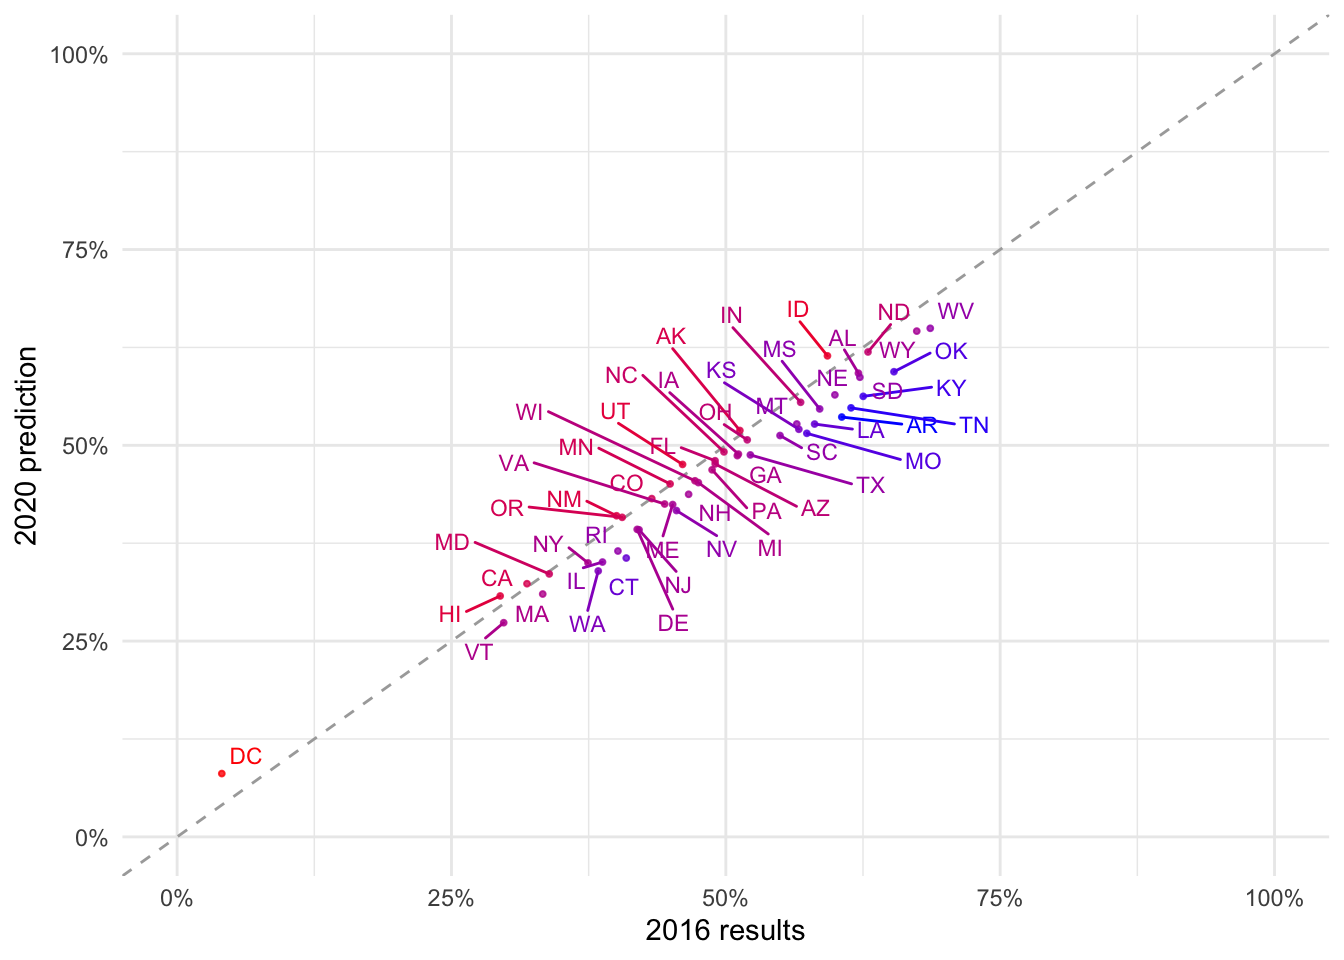 100%
75%
50%
25%
0%
2020 prediction
IN
ID
ND
WV
AK
MS
AL
WY
OK
NC
IA
KS
NE
SD
KY
WI
UT
OH
MT
LA
AR
TN
MN
FL
SC
MO
VA
CO
GA
TX
OR
NM
NH
PA
AZ
MD
NY
RI
ME
NV
MI
CA
IL
CT
NJ
HI
MA
WA
DE
VT
DC
0%
25%
50%
75%
100%
2016 results